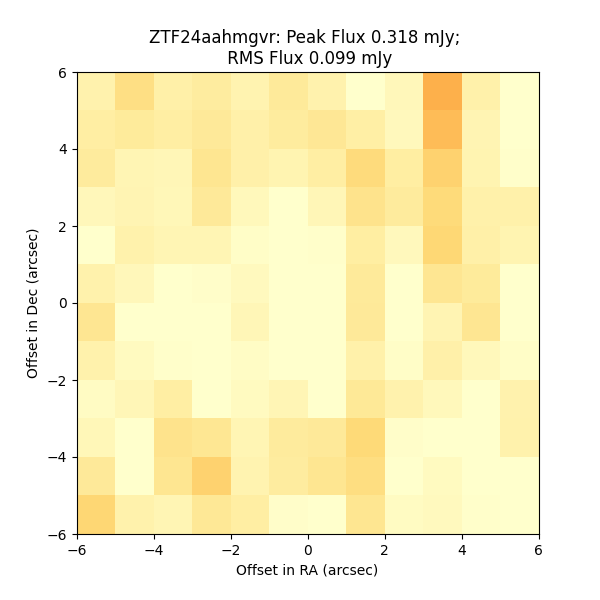 ZTF24aahmgvr: Peak Flux 0.318 mJy;
RMS Flux 0.099 mJy
6
4
2
0
−2
−4
−6
Offset in Dec (arcsec)
−6 −4 −2 0 2 4 6
Offset in RA (arcsec)